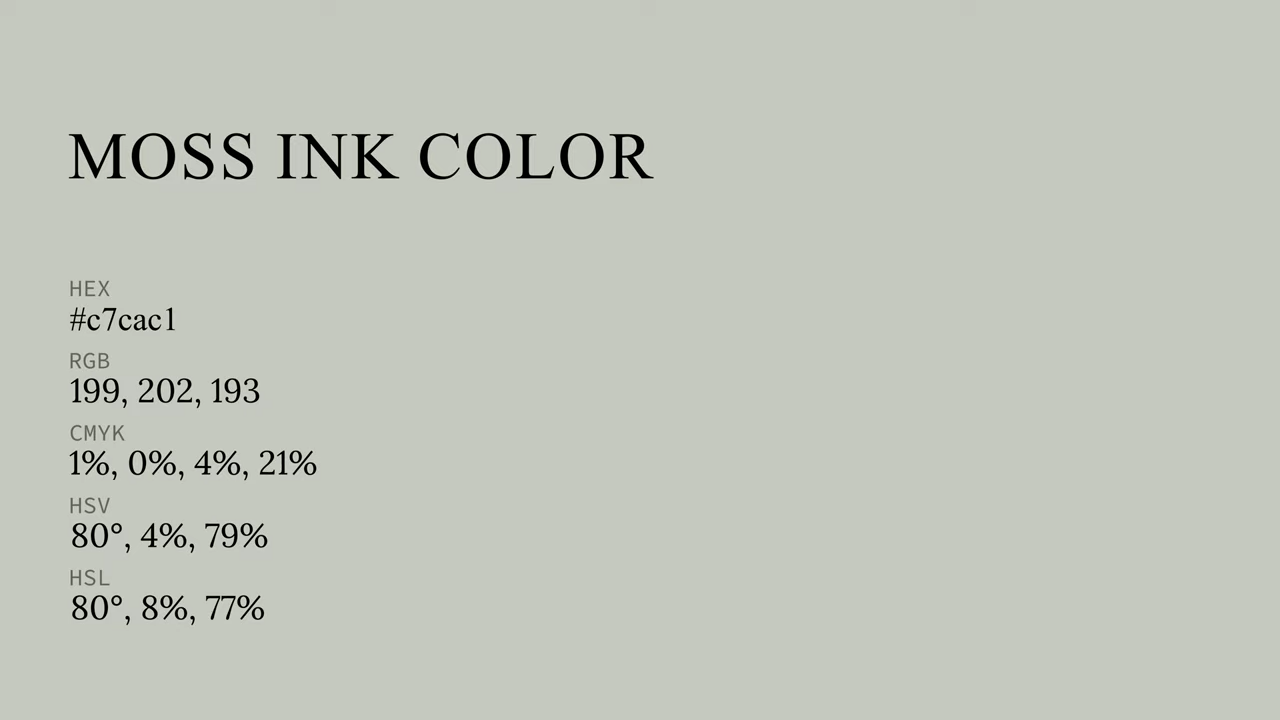 MOSS INK COLOR
HEX
#c7cac1
RGB
199, 202, 193
CMYK
1%, 0%, 4%, 21%
HSV
80°, 4%, 79%
HSL
80°, 8%, 77%